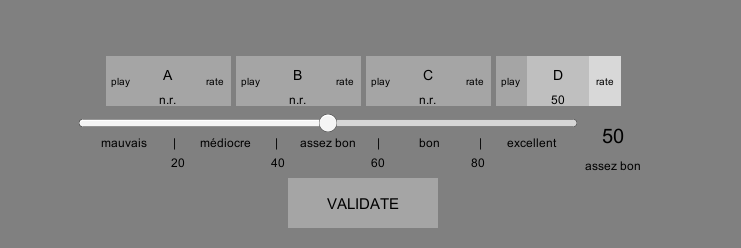 play A rate play B rate play C rate play D rate
n.r. n.r. n.r. 50
mauvais | médiocre | assez bon | bon | excellent 50
20 40 60 80 assez bon
VALIDATE